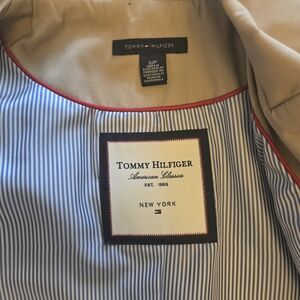 TOMMY HILFIGER
S/P
TOMMY HILFIGER
American Classics
EST. 1985
NEW YORK